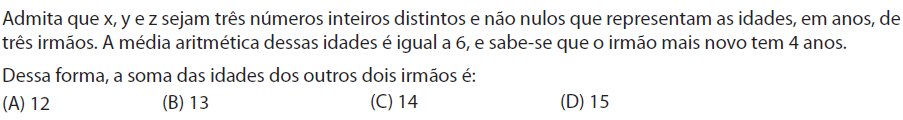 Admita que x, y e z sejam três números inteiros distintos e não nulos que representam as idades, em anos, de
três irmãos. A média aritmética dessas idades é igual a 6, e sabe-se que o irmão mais novo tem 4 anos.
Dessa forma, a soma das idades dos outros dois irmãos é:
(A) 12 (B) 13 (C) 14 (D) 15